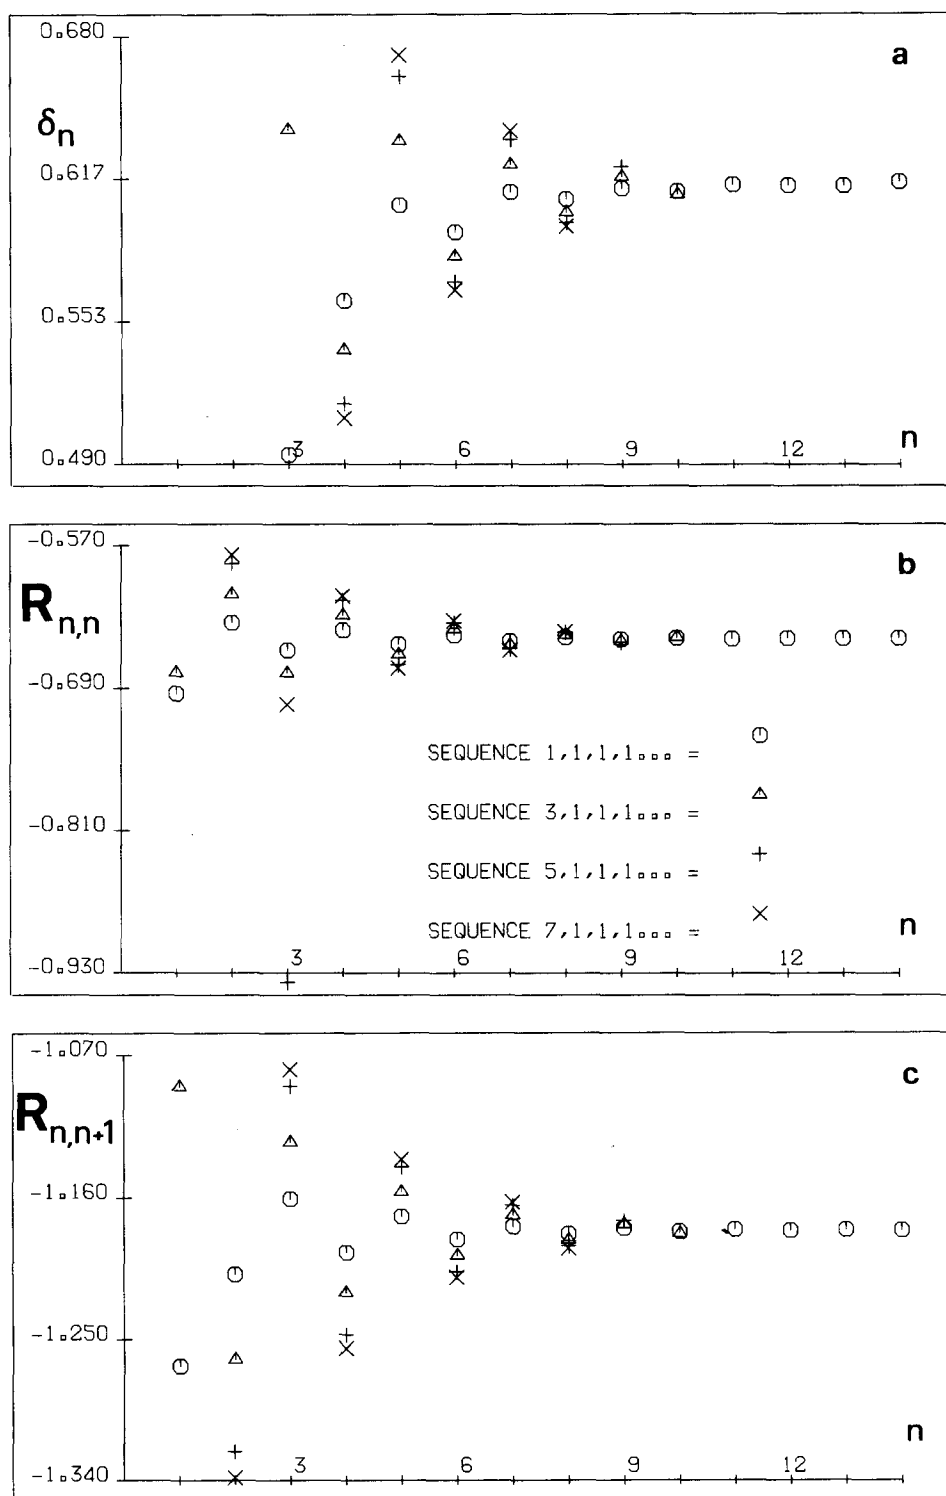 0.680
a
δn
0.617
0.553
n
3 6 9 12
0.490
-0.570
b
Rn,n
-0.690
SEQUENCE 1,1,1,1... =
SEQUENCE 3,1,1,1... =
-0.810
SEQUENCE 5,1,1,1... =
SEQUENCE 7,1,1,1... =
n
3 6 9 12
-0.930
-1.070
c
Rn,n+1
-1.160
-1.250
n
3 6 9 12
-1.340